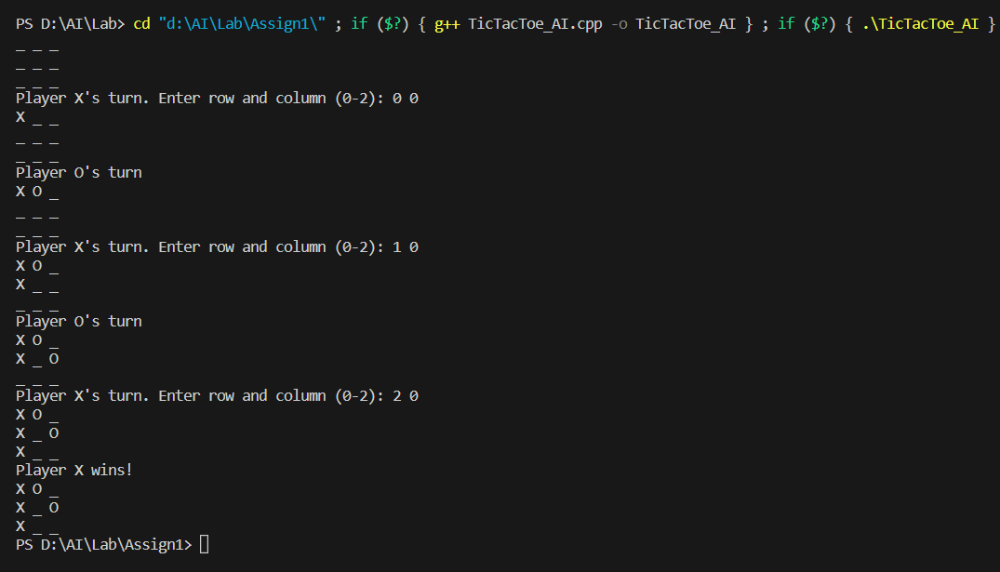 PS D:\AI\Lab> cd "d:\AI\Lab\Assign1\" ; if ($?) { g++ TicTacToe_AI.cpp -o TicTacToe_AI } ; if ($?) { .\TicTacToe_AI }
_ _ _
_ _ _
_ _ _
Player X's turn. Enter row and column (0-2): 0 0
X _ _
_ _ _
_ _ _
Player O's turn
X O _
_ _ _
_ _ _
Player X's turn. Enter row and column (0-2): 1 0
X O _
X _ _
_ _ _
Player O's turn
X O _
X _ O
_ _ _
Player X's turn. Enter row and column (0-2): 2 0
X O _
X _ O
X _ _
Player X wins!
X O _
X _ O
X _ _
PS D:\AI\Lab\Assign1>